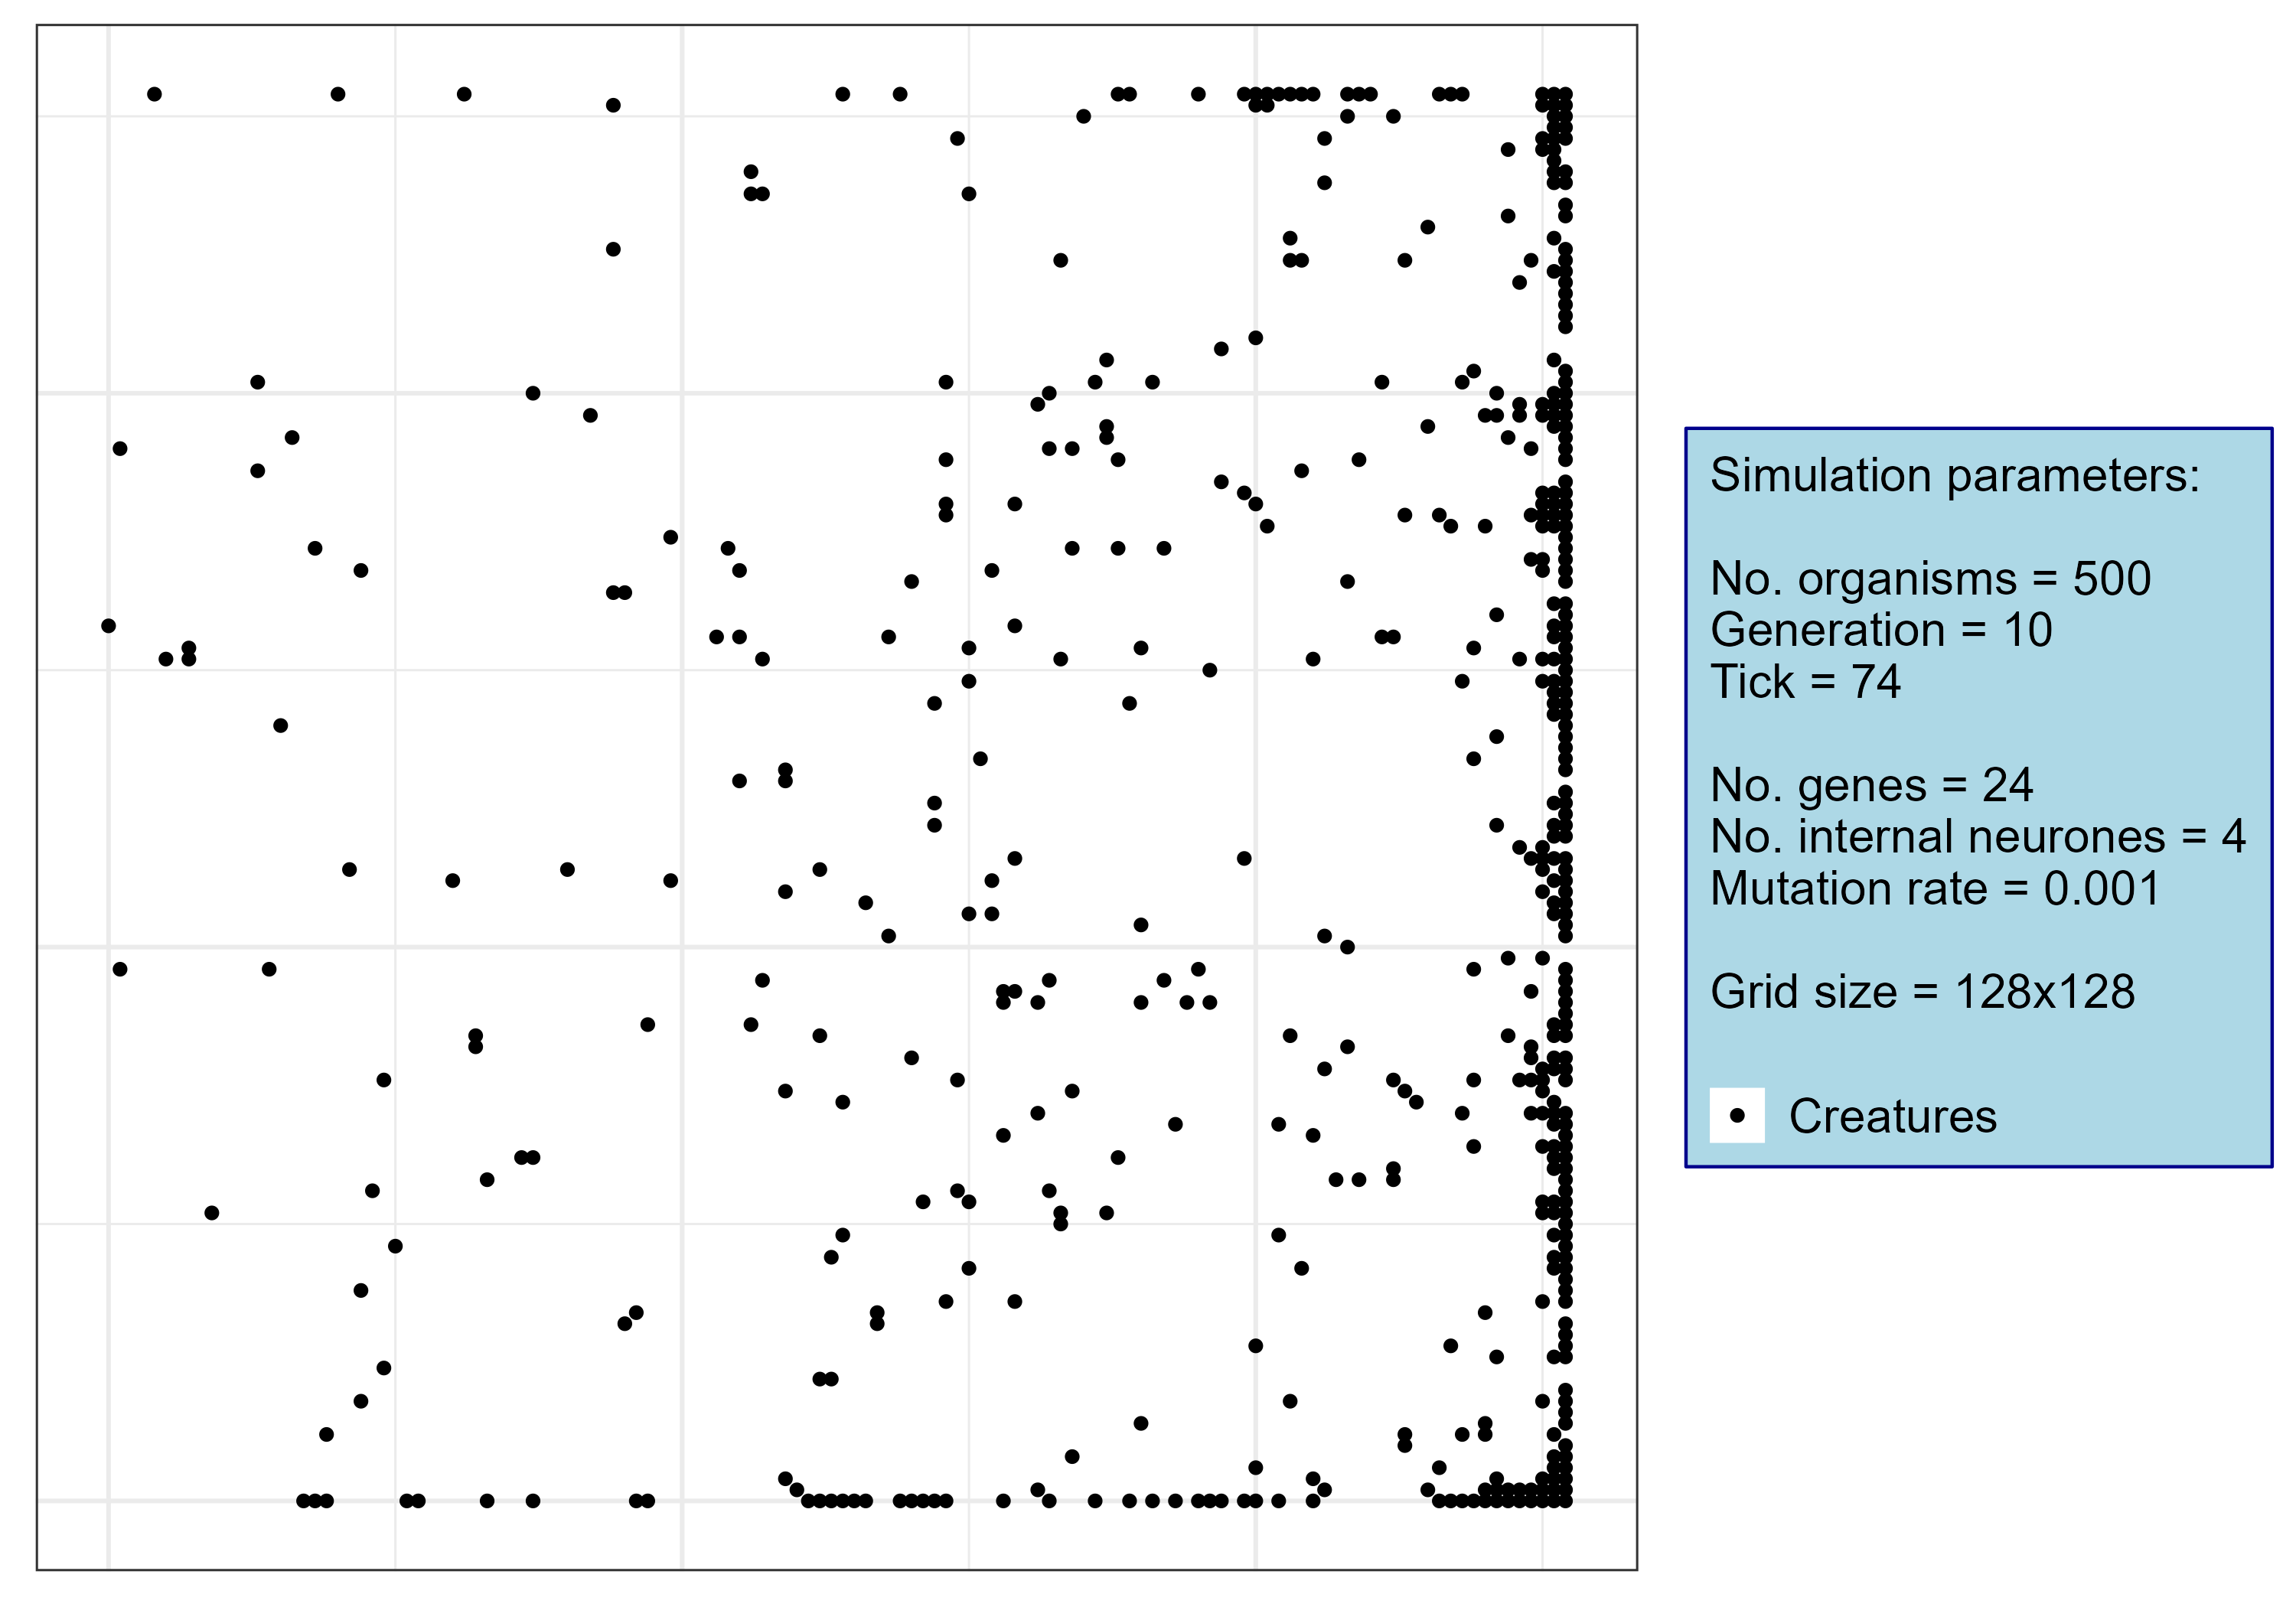 Simulation parameters:
No. organisms = 500
Generation = 10
Tick = 74
No. genes = 24
No. internal neurones = 4
Mutation rate = 0.001
Grid size = 128x128
Creatures